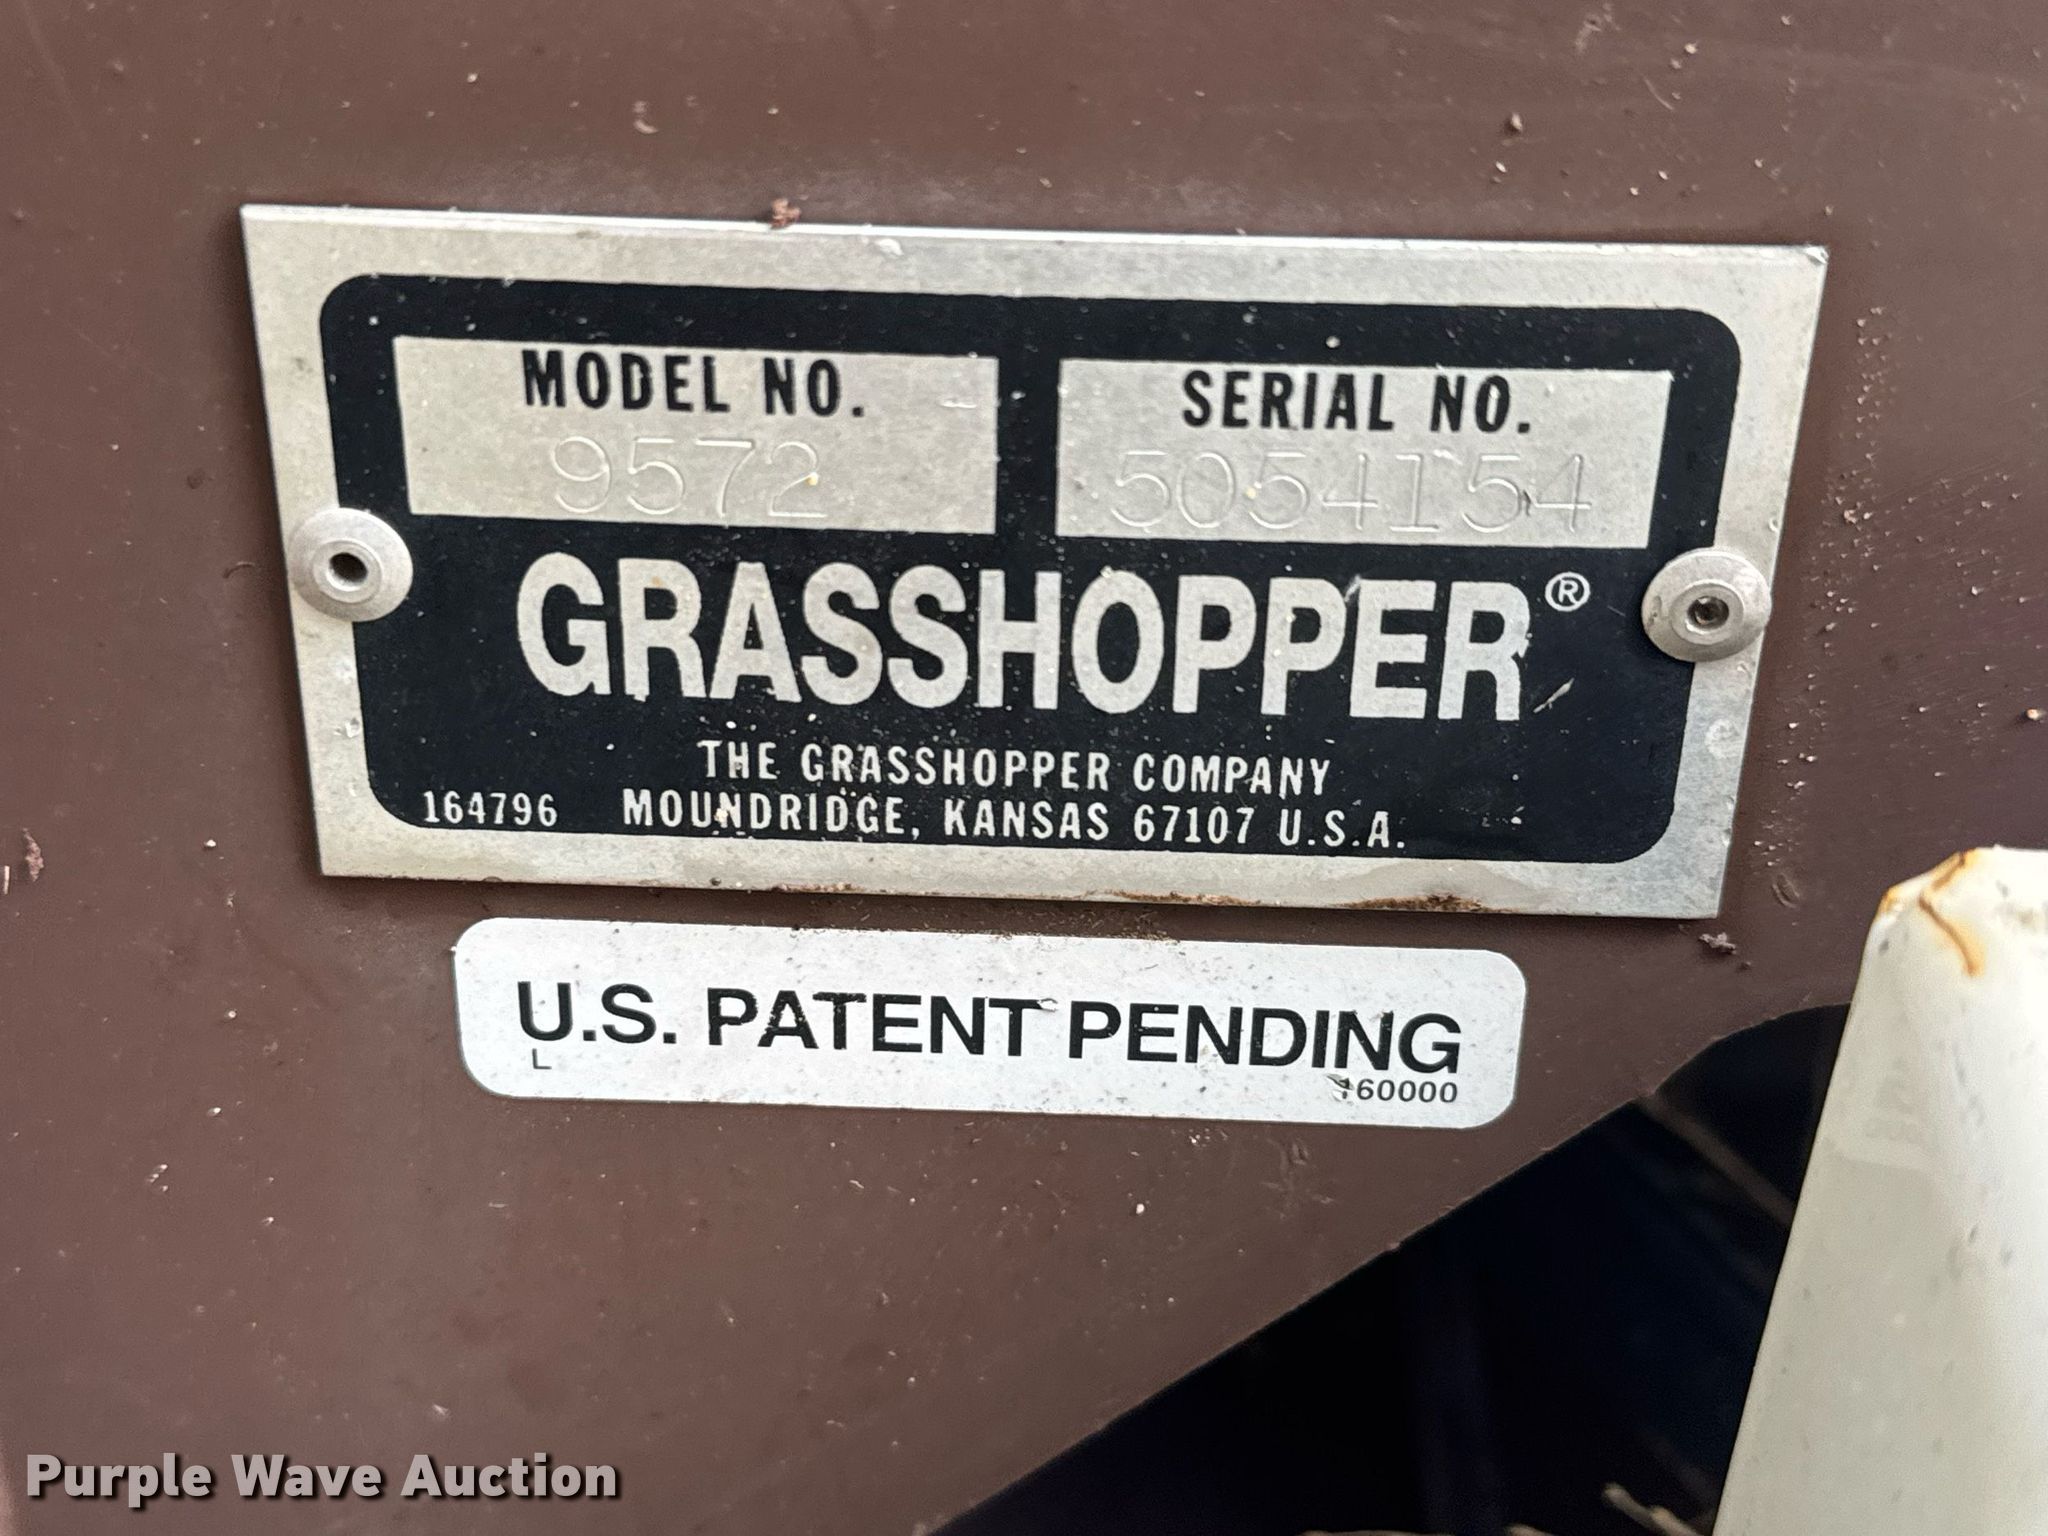 MODEL NO.
9572
SERIAL NO.
5054154
GRASSHOPPER®
THE GRASSHOPPER COMPANY
164796 MOUNDRIDGE, KANSAS 67107 U.S.A.
U.S. PATENT PENDING
L
Purple Wave Auction